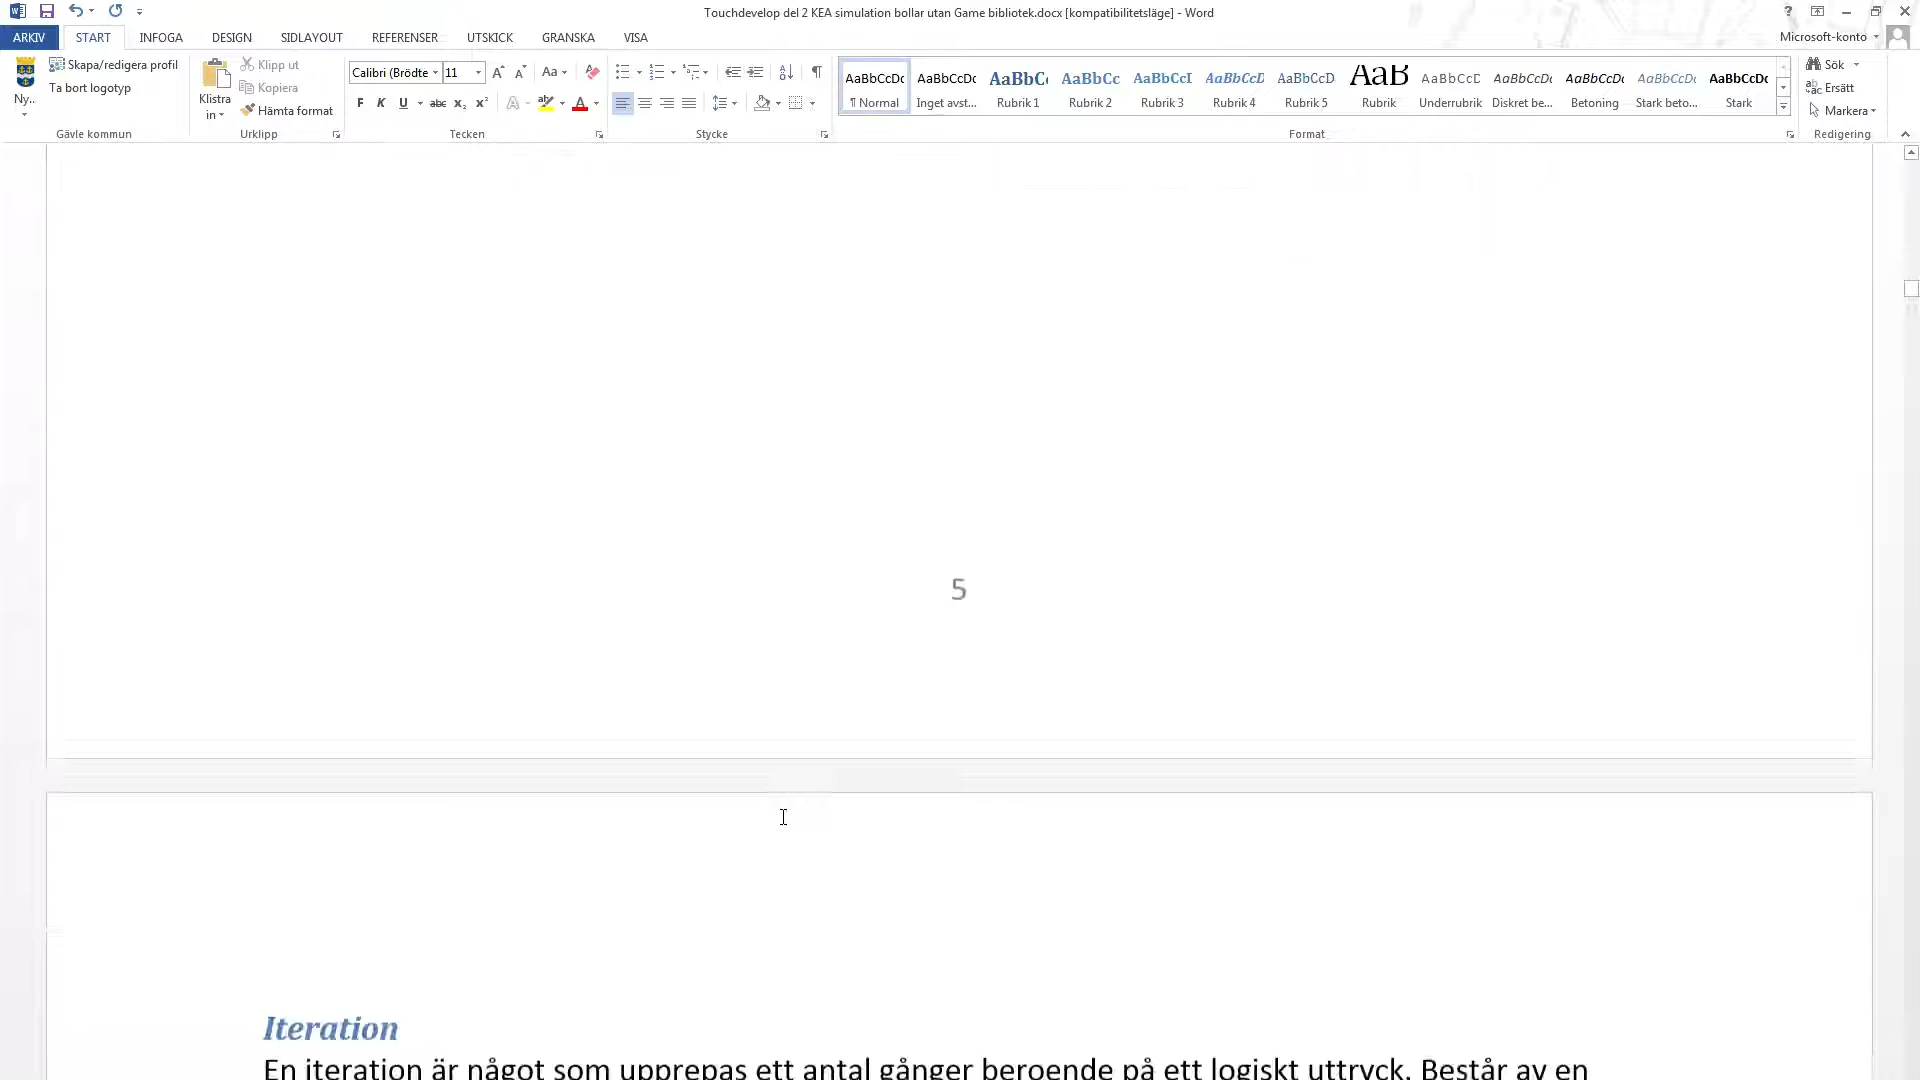 Touchdevelop del 2 KEA simulation bollar utan Game bibliotek.docx [kompatibilitetsläge] - Word
ARKIV START INFOGA DESIGN SIDLAYOUT REFERENSER UTSKICK GRANSKA VISA Microsoft-konto
Ny...
Skapa/redigera profil
Ta bort logotyp
Gävle kommun
Klistra
in
Klipp ut
Kopiera
Hämta format
Urklipp
Calibri (Brödte 11
Tecken
Stycke
AaBbCcDc AaBbCcDc AaBbC AaBbCc AaBbCcI AaBbCcD AaBbCcD AaB AaBbCcD AaBbCcDc AaBbCcDc AaBbCcDc AaBbCcDc
¶ Normal Inget avst... Rubrik 1 Rubrik 2 Rubrik 3 Rubrik 4 Rubrik 5 Rubrik Underrubrik Diskret be... Betoning Stark beto... Stark
Format
Sök
Ersätt
Markera
Redigering
5
Iteration
En iteration är något som upprepas ett antal gånger beroende på ett logiskt uttryck. Består av en